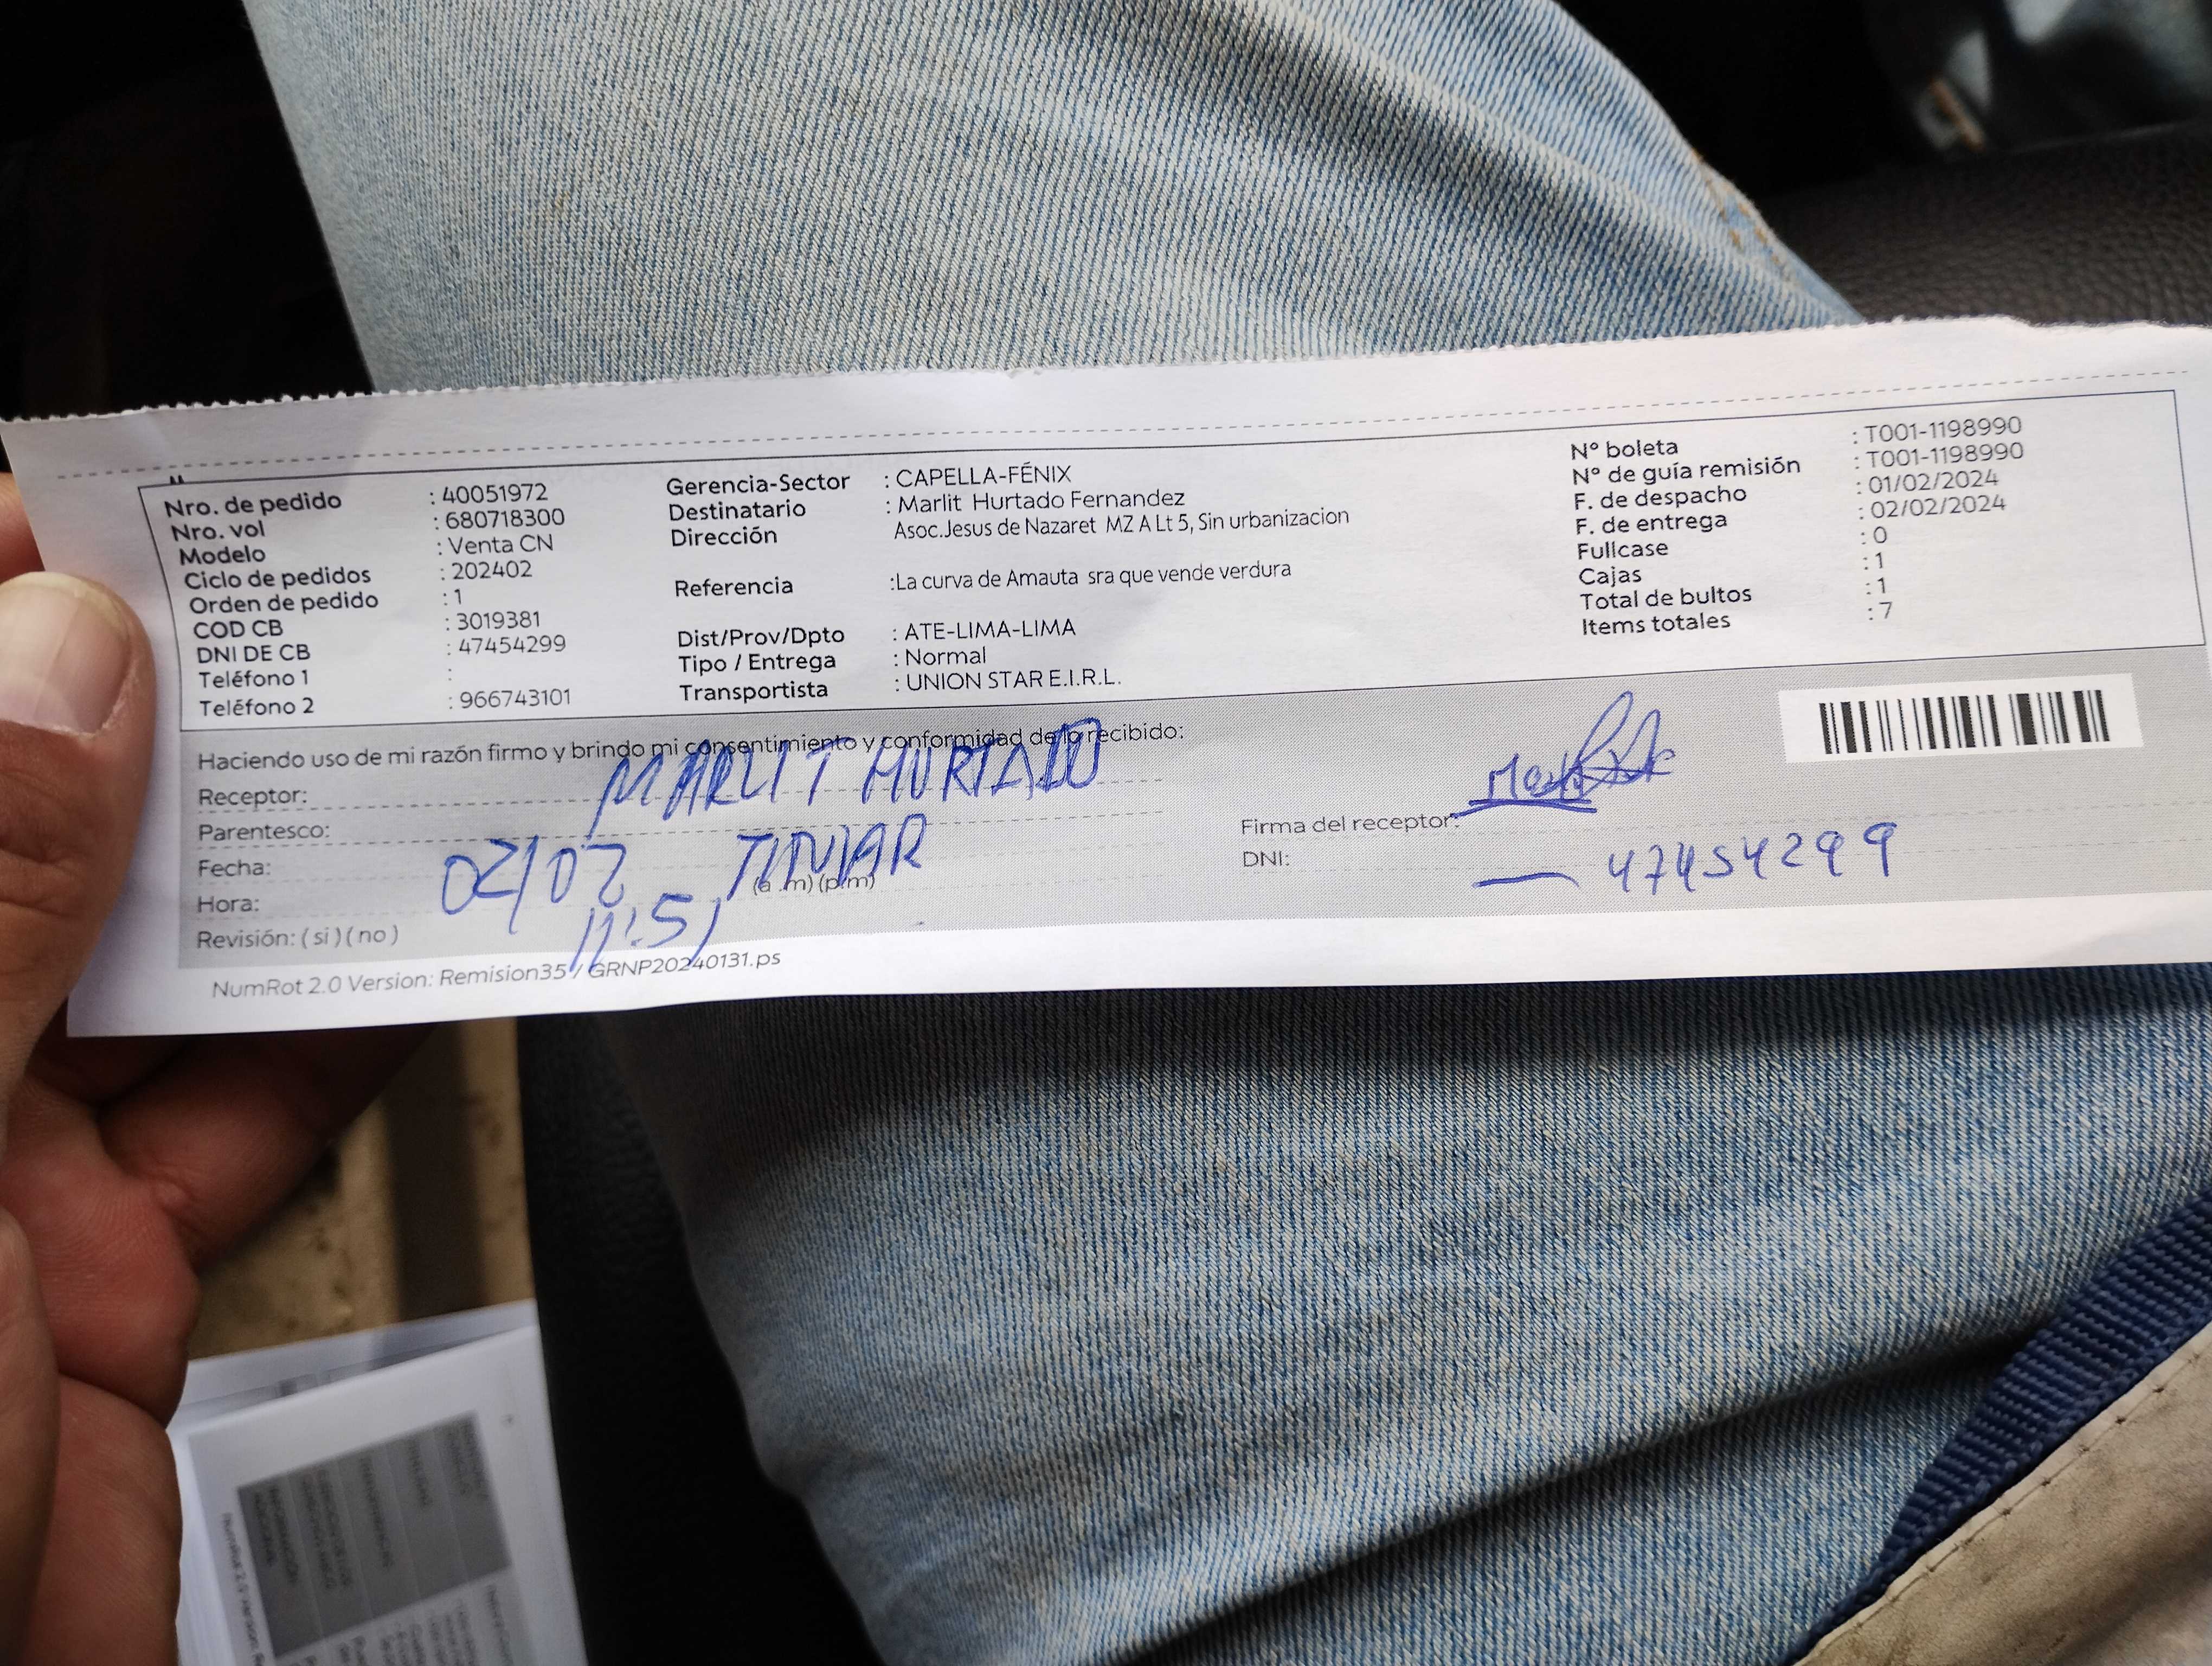 Nro. de pedido : 40051972
Nro. vol : 680718300
Modelo : Venta CN
Ciclo de pedidos : 202402
Orden de pedido : 1
COD CB : 3019381
DNI DE CB : 47454299
Teléfono 1 :
Teléfono 2 : 966743101
Gerencia-Sector : CAPELLA-FÉNIX
Destinatario : Marlit Hurtado Fernandez
Dirección Asoc.Jesus de Nazaret MZ A Lt 5, Sin urbanizacion
Referencia :La curva de Amauta sra que vende verdura
Dist/Prov/Dpto : ATE-LIMA-LIMA
Tipo / Entrega : Normal
Transportista : UNION STAR E.I.R.L.
Nº boleta : T001-1198990
Nº de guía remisión : T001-1198990
F. de despacho : 01/02/2024
F. de entrega : 02/02/2024
Fullcase : 0
Cajas : 1
Total de bultos : 1
Items totales : 7
Haciendo uso de mi razón firmo y brindo mi consentimiento y conformidad de lo recibido:
Receptor: MARLIT HURTADO
Parentesco:
Fecha: 02/02
Hora: 11:51 (a .m) (p.m)
Revisión: ( si ) ( no )
Firma del receptor:
DNI: 47454299
NumRot 2.0 Version: Remision35 / GRNP20240131.ps